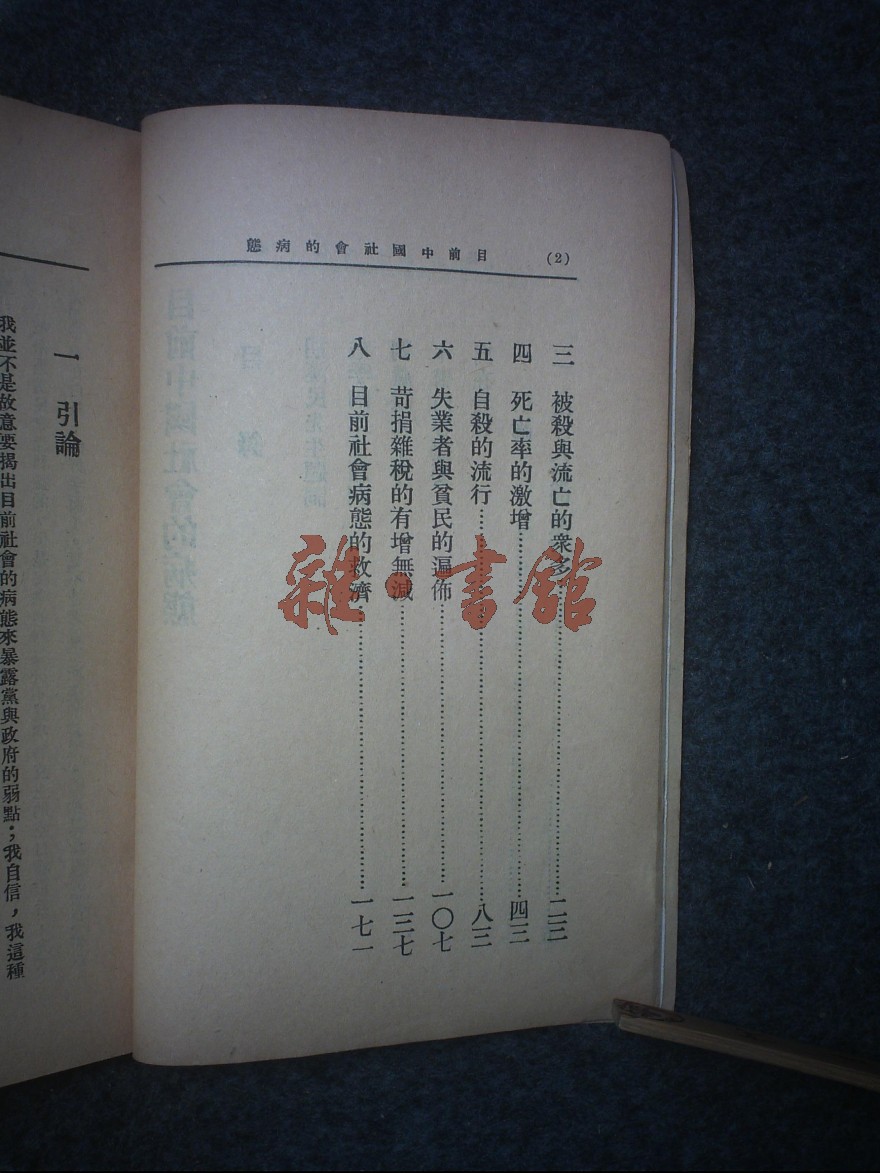 (2) 目前中國社會的病態
三 被殺與流亡的衆多……二三
四 死亡率的激增……四三
五 自殺的流行……八三
六 失業者與貧民的遍佈……一〇七
七 苛捐雜稅的有增無減……一三七
八 目前社會病態的救濟……一七一
一 引論
我並不是故意要揭出目前社會的病態來暴露黨與政府的弱點；我自信，我這種
雜·書館